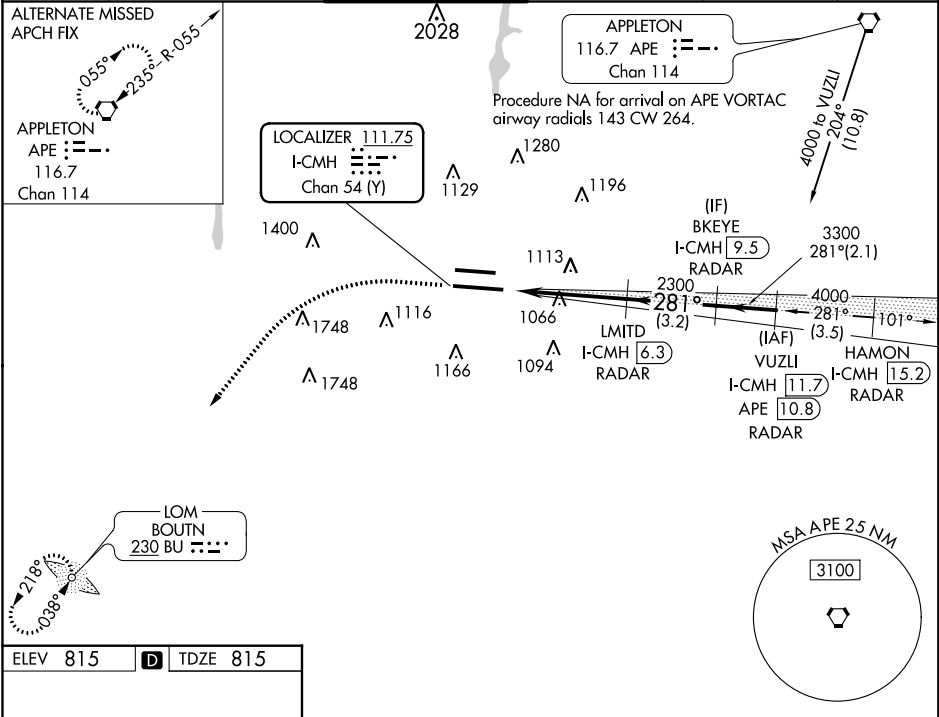 ALTERNATE MISSED
APCH FIX
055°
235°
R-055
APPLETON
APE
116.7
Chan 114
2028
APPLETON
116.7 APE
Chan 114
Procedure NA for arrival on APE VORTAC
airway radials 143 CW 264.
4000 to VUZLI
204°
(10.8)
LOCALIZER 111.75
I-CMH
Chan 54 (Y)
1280
1129
1196
1400
1113
(IF)
BKEYE
I-CMH 9.5
RADAR
3300
281°(2.1)
2300
281°
(3.2)
4000
281°
(3.5)
101°
1748
1116
1066
1748
1166
1094
LMITD
I-CMH 6.3
RADAR
(IAF)
VUZLI
I-CMH 11.7
APE 10.8
RADAR
HAMON
I-CMH 15.2
RADAR
LOM
BOUTN
230 BU
218°
038°
MSA APE 25 NM
3100
ELEV 815 D TDZE 815